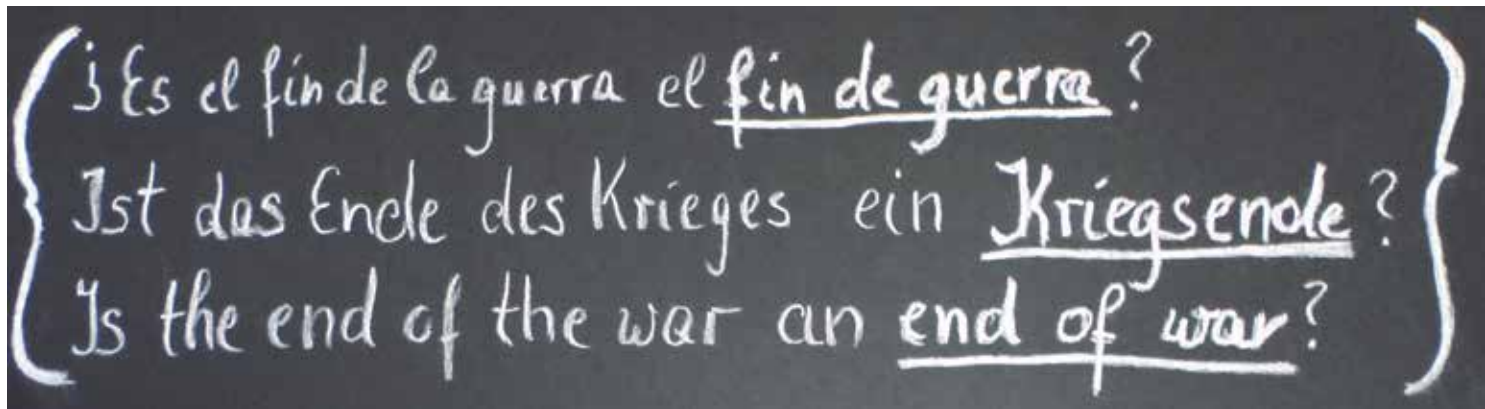 ¿Es el fin de la guerra el fin de guerra?
Ist das Ende des Krieges ein Kriegsende?
Is the end of the war an end of war?